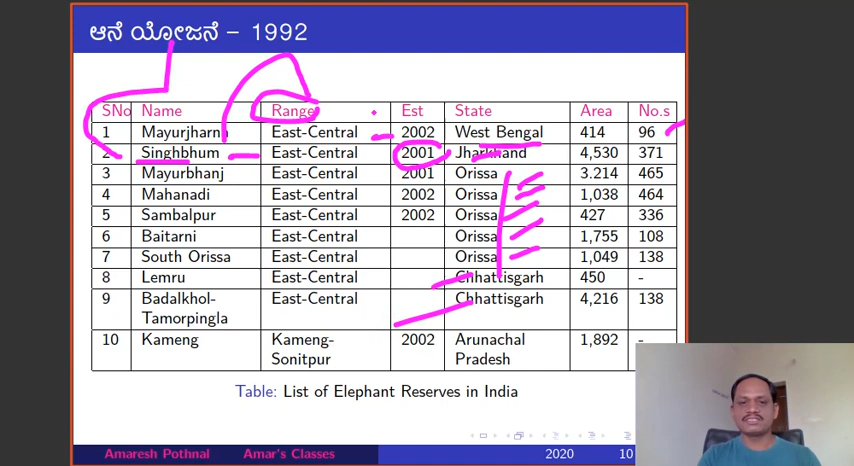 ಆನೆ ಯೋಜನೆ – 1992
SNo Name Range Est State Area No.s
1 Mayurjharna East-Central 2002 West Bengal 414 96
2 Singhbhum East-Central 2001 Jharkhand 4,530 371
3 Mayurbhanj East-Central 2001 Orissa 3.214 465
4 Mahanadi East-Central 2002 Orissa 1,038 464
5 Sambalpur East-Central 2002 Orissa 427 336
6 Baitarni East-Central Orissa 1,755 108
7 South Orissa East-Central Orissa 1,049 138
8 Lemru East-Central Chhattisgarh 450 -
9 Badalkhol- East-Central Chhattisgarh 4,216 138
Tamorpingla
10 Kameng Kameng- 2002 Arunachal 1,892 -
Sonitpur Pradesh
Table: List of Elephant Reserves in India
Amaresh Pothnal Amar's Classes 2020 10